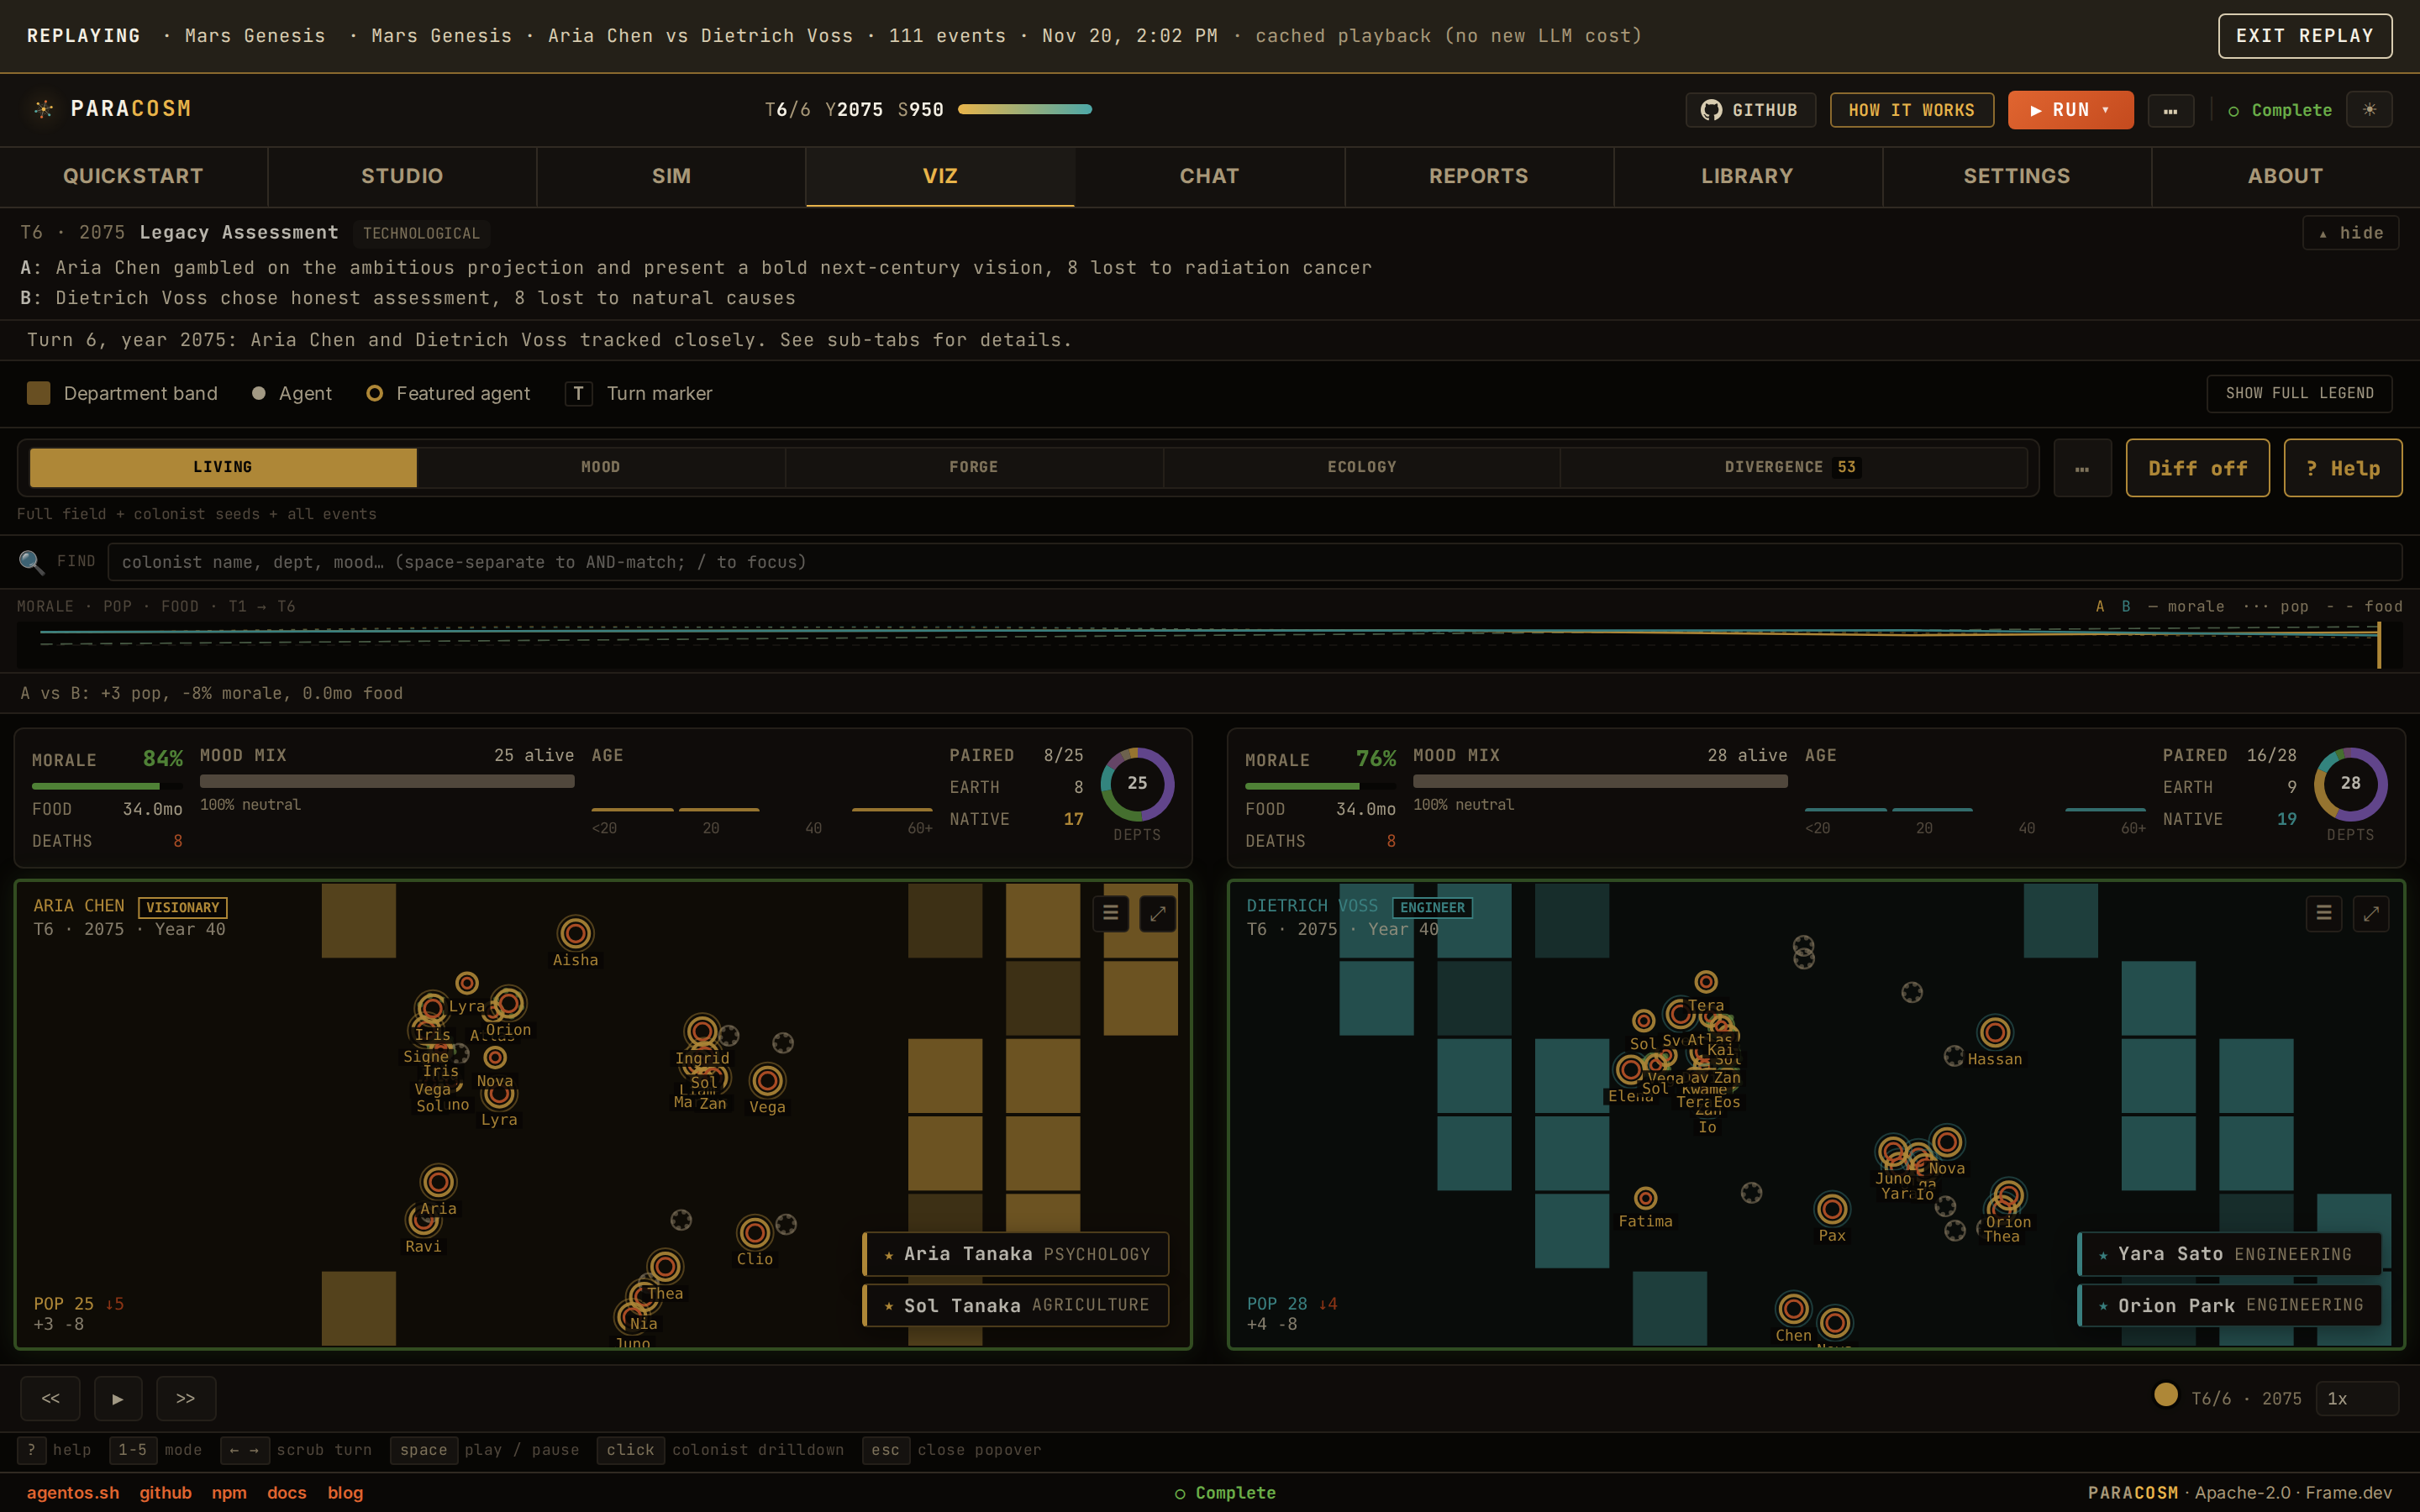 REPLAYING · Mars Genesis · Mars Genesis · Aria Chen vs Dietrich Voss · 111 events · Nov 20, 2:02 PM · cached playback (no new LLM cost) EXIT REPLAY
PARACOSM T6/6 Y2075 S950 GITHUB HOW IT WORKS ▶ RUN ▾ … ○ Complete
QUICKSTART STUDIO SIM VIZ CHAT REPORTS LIBRARY SETTINGS ABOUT
T6 · 2075 Legacy Assessment TECHNOLOGICAL ▴ hide
A: Aria Chen gambled on the ambitious projection and present a bold next-century vision, 8 lost to radiation cancer
B: Dietrich Voss chose honest assessment, 8 lost to natural causes
Turn 6, year 2075: Aria Chen and Dietrich Voss tracked closely. See sub-tabs for details.
Department band Agent Featured agent T Turn marker SHOW FULL LEGEND
LIVING MOOD FORGE ECOLOGY DIVERGENCE 53 … Diff off ? Help
Full field + colonist seeds + all events
FIND colonist name, dept, mood… (space-separate to AND-match; / to focus)
MORALE · POP · FOOD · T1 → T6 A B — morale ··· pop - - food
A vs B: +3 pop, -8% morale, 0.0mo food
MORALE 84% MOOD MIX 25 alive AGE PAIRED 8/25
100% neutral EARTH 8 25
FOOD 34.0mo <20 20 40 60+ NATIVE 17 DEPTS
DEATHS 8
MORALE 76% MOOD MIX 28 alive AGE PAIRED 16/28
100% neutral EARTH 9 28
FOOD 34.0mo <20 20 40 60+ NATIVE 19 DEPTS
DEATHS 8
ARIA CHEN VISIONARY
T6 · 2075 · Year 40
Aisha
Lyra
Iris Orion
Signe
Iris Nova
Vega
Sol
Lyra
Ingrid
Sol
Zan Vega
Aria
Ravi
Clio
Thea
Nia
Juno
Aria Tanaka PSYCHOLOGY
Sol Tanaka AGRICULTURE
POP 25 ↓5
+3 -8
DIETRICH VOSS ENGINEER
T6 · 2075 · Year 40
Tera
Sol Atlas
Kai
Hassan
Vega Zan
Sol Kwame
Elena Tera Eos
Io
Nova
Juno
Yara Io
Fatima
Pax
Orion
Thea
Chen
Yara Sato ENGINEERING
Orion Park ENGINEERING
POP 28 ↓4
+4 -8
<< ▶ >> T6/6 · 2075 1x
? help 1-5 mode ← → scrub turn space play / pause click colonist drilldown esc close popover
agentos.sh github npm docs blog ○ Complete PARACOSM · Apache-2.0 · Frame.dev